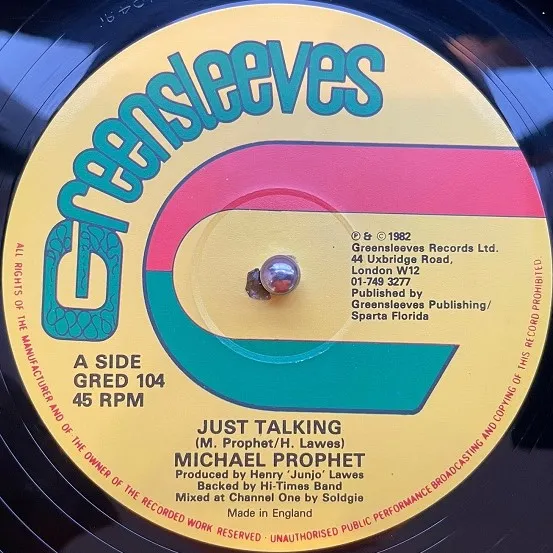 Greensleeves
℗ & © 1982
Greensleeves Records Ltd.
44 Uxbridge Road,
London W12
01-749 3277
Published by
Greensleeves Publishing/
Sparta Florida
A SIDE
GRED 104
45 RPM
JUST TALKING
(M. Prophet/H. Lawes)
MICHAEL PROPHET
Produced by Henry 'Junjo' Lawes
Backed by Hi-Times Band
Mixed at Channel One by Soldgie
Made in England
ALL RIGHTS OF THE MANUFACTURER AND OF THE OWNER OF THE RECORDED WORK RESERVED · UNAUTHORISED PUBLIC PERFORMANCE BROADCASTING AND COPYING OF THIS RECORD PROHIBITED